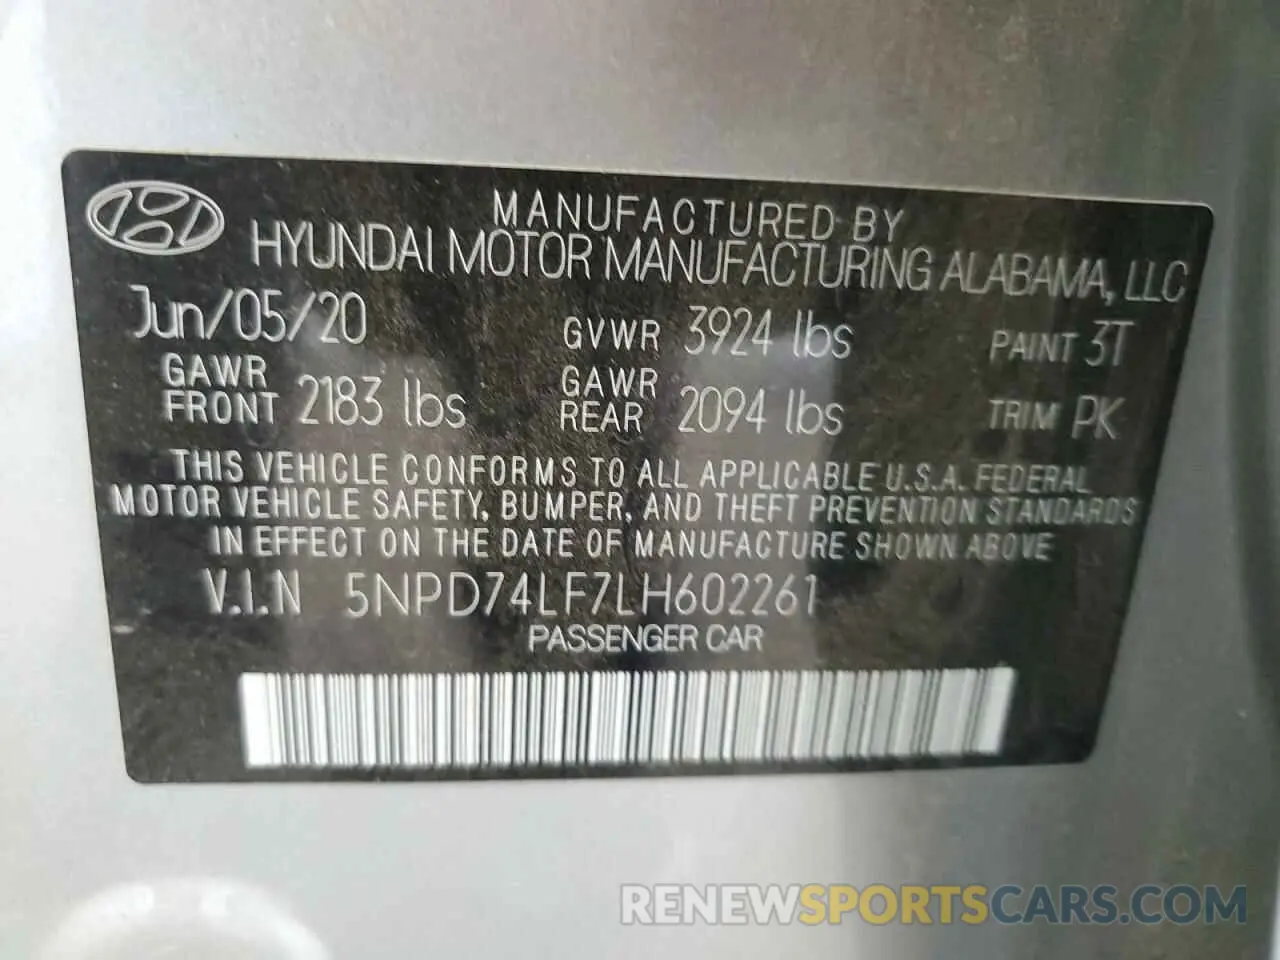 MANUFACTURED BY
HYUNDAI MOTOR MANUFACTURING ALABAMA, LLC
Jun/05/20 GVWR 3924 lbs PAINT 3T
GAWR FRONT 2183 lbs GAWR REAR 2094 lbs TRIM PK
THIS VEHICLE CONFORMS TO ALL APPLICABLE U.S.A. FEDERAL
MOTOR VEHICLE SAFETY, BUMPER, AND THEFT PREVENTION STANDARDS
IN EFFECT ON THE DATE OF MANUFACTURE SHOWN ABOVE
V.I.N 5NPD74LF7LH602261
PASSENGER CAR
RENEWSPORTSCARS.COM